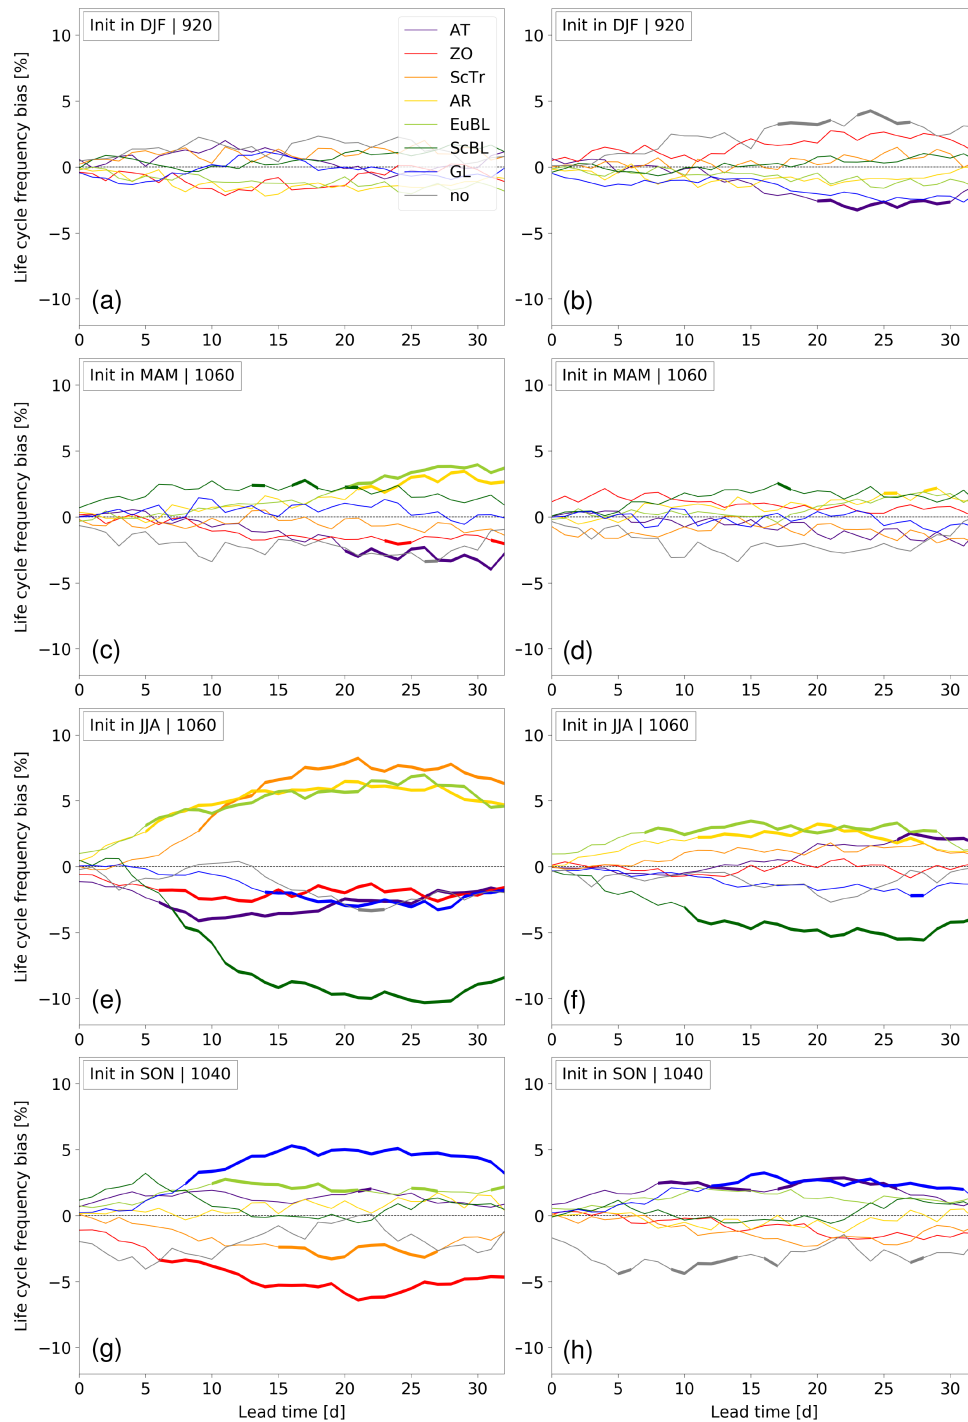 Init in DJF | 920
Life cycle frequency bias [%]
10
5
0
−5
−10
AT
ZO
ScTr
AR
EuBL
ScBL
GL
no
(a)
0 5 10 15 20 25 30
Init in DJF | 920
10
5
0
−5
−10
(b)
0 5 10 15 20 25 30
Init in MAM | 1060
Life cycle frequency bias [%]
10
5
0
−5
−10
(c)
0 5 10 15 20 25 30
Init in MAM | 1060
10
5
0
−5
−10
(d)
0 5 10 15 20 25 30
Init in JJA | 1060
Life cycle frequency bias [%]
10
5
0
−5
−10
(e)
0 5 10 15 20 25 30
Init in JJA | 1060
10
5
0
−5
−10
(f)
0 5 10 15 20 25 30
Init in SON | 1040
Life cycle frequency bias [%]
10
5
0
−5
−10
(g)
0 5 10 15 20 25 30
Lead time [d]
Init in SON | 1040
10
5
0
−5
−10
(h)
0 5 10 15 20 25 30
Lead time [d]